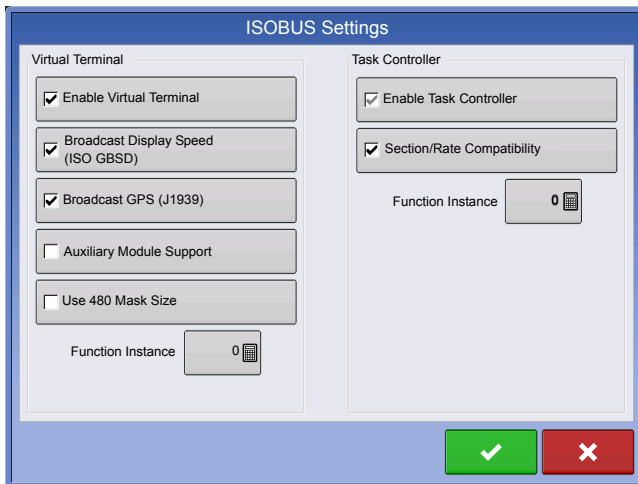 ISOBUS Settings
Virtual Terminal
Enable Virtual Terminal
Broadcast Display Speed
(ISO GBSD)
Broadcast GPS (J1939)
Auxiliary Module Support
Use 480 Mask Size
Function Instance 0
Task Controller
Enable Task Controller
Section/Rate Compatibility
Function Instance 0